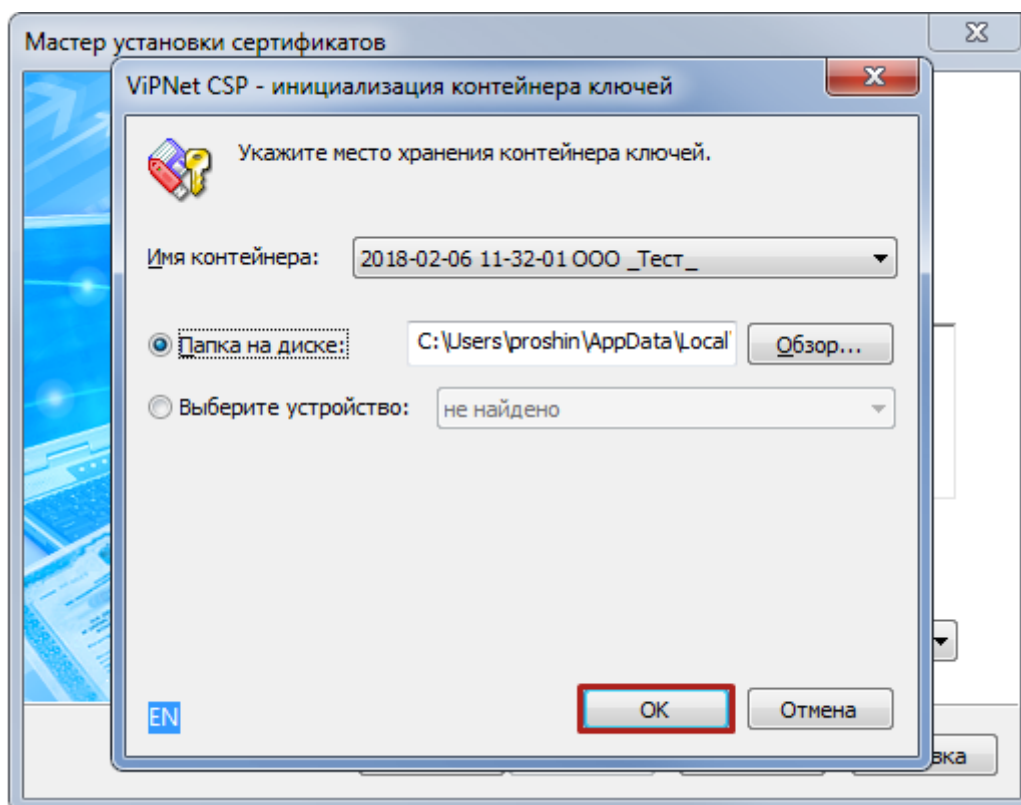 Мастер установки сертификатов
ViPNet CSP - инициализация контейнера ключей
Укажите место хранения контейнера ключей.
Имя контейнера: 2018-02-06 11-32-01 ООО _Тест_
Папка на диске: C:\Users\proshin\AppData\Local\ Обзор...
Выберите устройство: не найдено
EN OK Отмена
вка